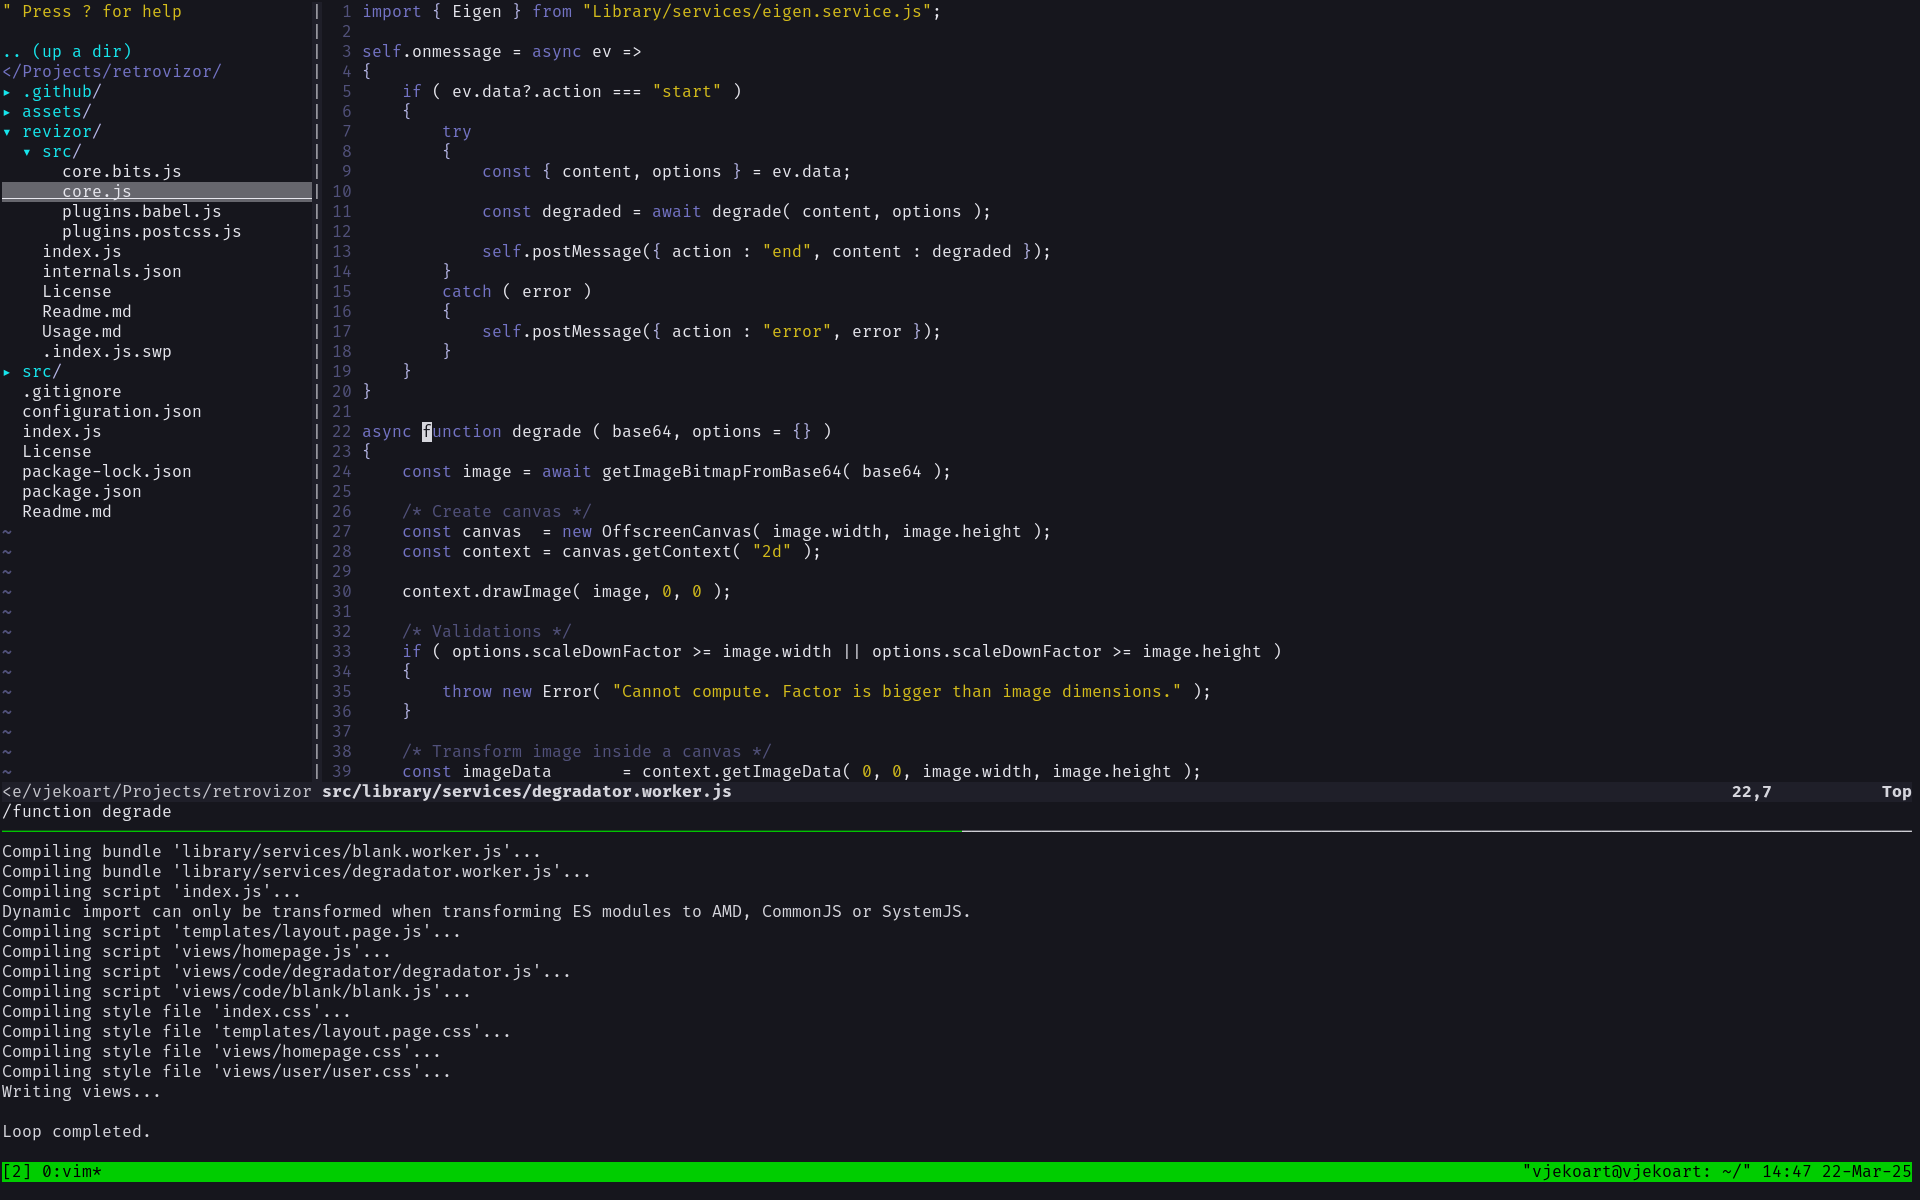 " Press ? for help
.. (up a dir)
</Projects/retrovizor/
▸ .github/
▸ assets/
▾ revizor/
  ▾ src/
      core.bits.js
      core.js
      plugins.babel.js
      plugins.postcss.js
    index.js
    internals.json
    License
    Readme.md
    Usage.md
    .index.js.swp
▸ src/
  .gitignore
  configuration.json
  index.js
  License
  package-lock.json
  package.json
  Readme.md
~
~
~
~
~
~
~
~
~
~
~
~
~
1 import { Eigen } from "Library/services/eigen.service.js";
2
3 self.onmessage = async ev =>
4 {
5     if ( ev.data?.action === "start" )
6     {
7         try
8         {
9             const { content, options } = ev.data;
10
11             const degraded = await degrade( content, options );
12
13             self.postMessage({ action : "end", content : degraded });
14         }
15         catch ( error )
16         {
17             self.postMessage({ action : "error", error });
18         }
19     }
20 }
21
22 async function degrade ( base64, options = {} )
23 {
24     const image = await getImageBitmapFromBase64( base64 );
25
26     /* Create canvas */
27     const canvas  = new OffscreenCanvas( image.width, image.height );
28     const context = canvas.getContext( "2d" );
29
30     context.drawImage( image, 0, 0 );
31
32     /* Validations */
33     if ( options.scaleDownFactor >= image.width || options.scaleDownFactor >= image.height )
34     {
35         throw new Error( "Cannot compute. Factor is bigger than image dimensions." );
36     }
37
38     /* Transform image inside a canvas */
39     const imageData       = context.getImageData( 0, 0, image.width, image.height );
<e/vjekoart/Projects/retrovizor src/library/services/degradator.worker.js 22,7 Top
/function degrade
Compiling bundle 'library/services/blank.worker.js'...
Compiling bundle 'library/services/degradator.worker.js'...
Compiling script 'index.js'...
Dynamic import can only be transformed when transforming ES modules to AMD, CommonJS or SystemJS.
Compiling script 'templates/layout.page.js'...
Compiling script 'views/homepage.js'...
Compiling script 'views/code/degradator/degradator.js'...
Compiling script 'views/code/blank/blank.js'...
Compiling style file 'index.css'...
Compiling style file 'templates/layout.page.css'...
Compiling style file 'views/homepage.css'...
Compiling style file 'views/user/user.css'...
Writing views...
Loop completed.
[2] 0:vim* "vjekoart@vjekoart: ~/" 14:47 22-Mar-25